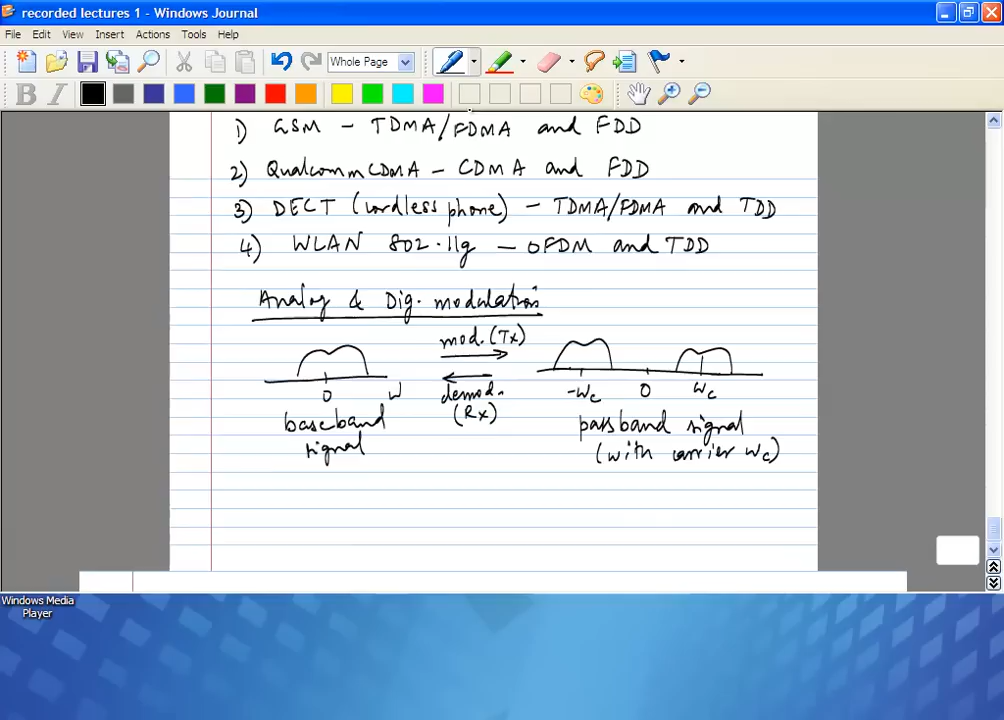 recorded lectures 1 - Windows Journal
File Edit View Insert Actions Tools Help
Whole Page
B I
1) GSM - TDMA/FDMA and FDD
2) Qualcomm CDMA - CDMA and FDD
3) DECT (cordless phone) - TDMA/FDMA and TDD
4) WLAN 802.11g - OFDM and TDD
Analog & Dig. modulation
mod. (Tx)
demod. (Rx)
0 W
-Wc 0 Wc
baseband signal
passband signal
(with carrier Wc)
Windows Media Player